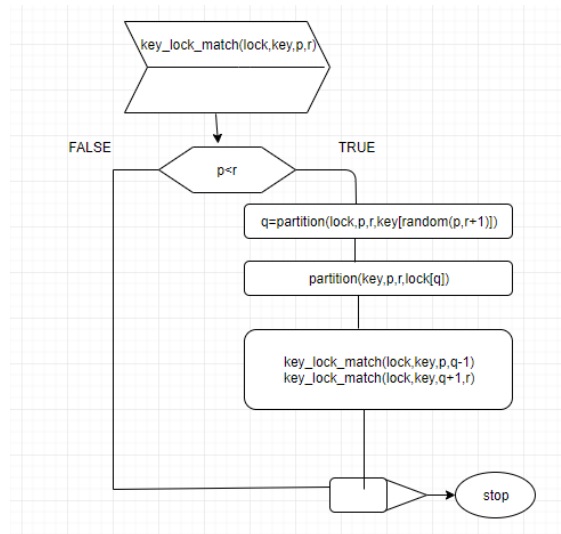 key_lock_match(lock,key,p,r)
FALSE
TRUE
p<r
q=partition(lock,p,r,key[random(p,r+1)])
partition(key,p,r,lock[q])
key_lock_match(lock,key,p,q-1)
key_lock_match(lock,key,q+1,r)
stop